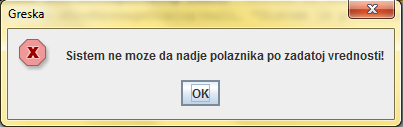 Greska
Sistem ne moze da nadje polaznika po zadatoj vrednosti!
OK